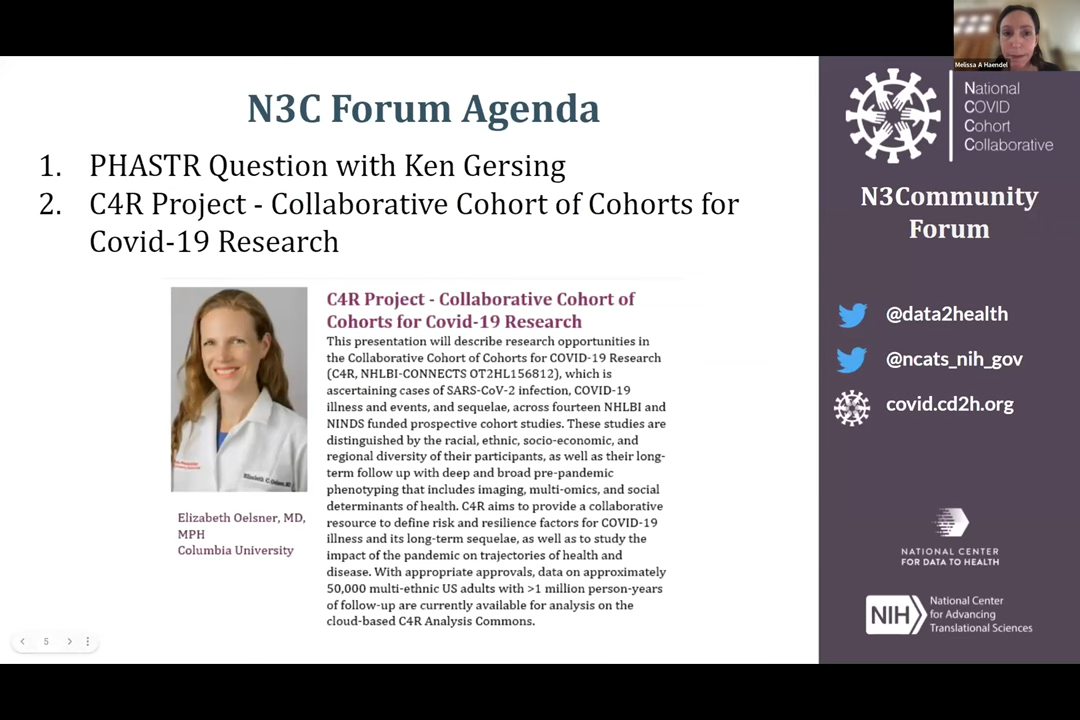 Melissa A Haendel
N3C Forum Agenda
1. PHASTR Question with Ken Gersing
2. C4R Project - Collaborative Cohort of Cohorts for
Covid-19 Research
C4R Project - Collaborative Cohort of
Cohorts for Covid-19 Research
This presentation will describe research opportunities in
the Collaborative Cohort of Cohorts for COVID-19 Research
(C4R, NHLBI-CONNECTS OT2HL156812), which is
ascertaining cases of SARS-CoV-2 infection, COVID-19
illness and events, and sequelae, across fourteen NHLBI and
NINDS funded prospective cohort studies. These studies are
distinguished by the racial, ethnic, socio-economic, and
regional diversity of their participants, as well as their long-
term follow up with deep and broad pre-pandemic
phenotyping that includes imaging, multi-omics, and social
determinants of health. C4R aims to provide a collaborative
resource to define risk and resilience factors for COVID-19
illness and its long-term sequelae, as well as to study the
impact of the pandemic on trajectories of health and
disease. With appropriate approvals, data on approximately
50,000 multi-ethnic US adults with >1 million person-years
of follow-up are currently available for analysis on the
cloud-based C4R Analysis Commons.
Elizabeth Oelsner, MD,
MPH
Columbia University
5
National
COVID
Cohort
Collaborative
N3Community
Forum
@data2health
@ncats_nih_gov
covid.cd2h.org
NATIONAL CENTER
FOR DATA TO HEALTH
NIH
National Center
for Advancing
Translational Sciences